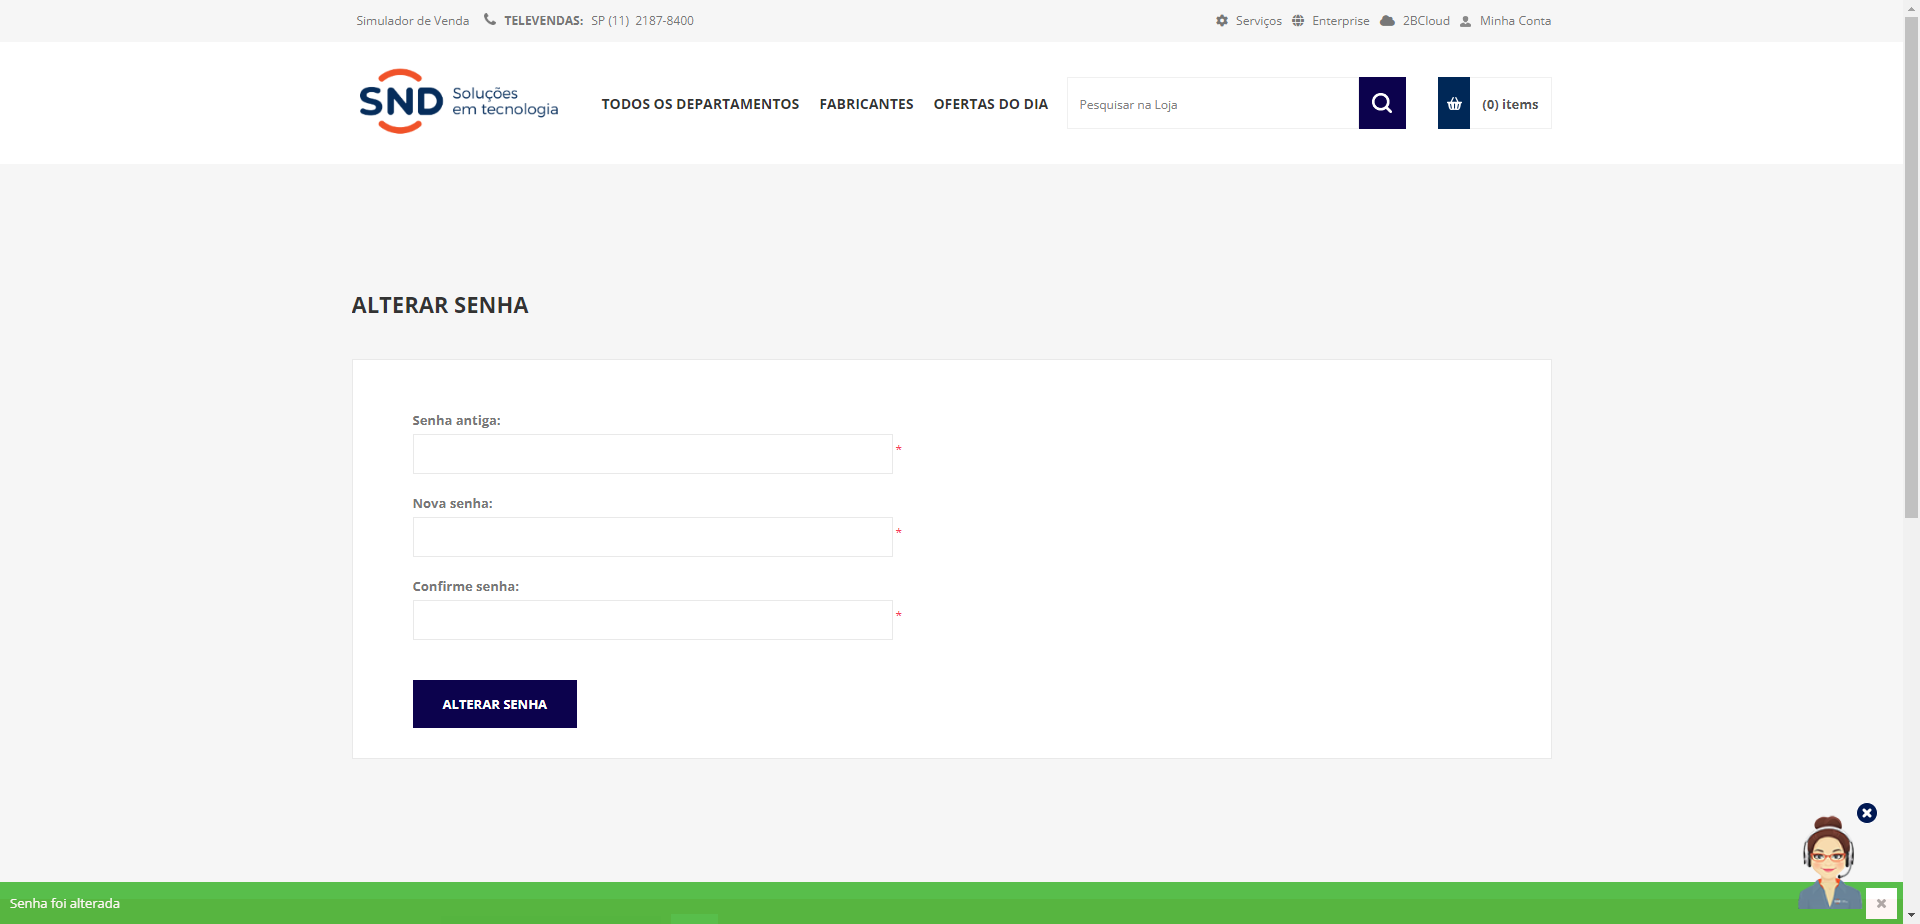 Simulador de Venda TELEVENDAS: SP (11) 2187-8400
Serviços Enterprise 2BCloud Minha Conta
SND Soluções
em tecnologia
TODOS OS DEPARTAMENTOS FABRICANTES OFERTAS DO DIA
Pesquisar na Loja
(0) items
ALTERAR SENHA
Senha antiga:
*
Nova senha:
*
Confirme senha:
*
ALTERAR SENHA
Senha foi alterada